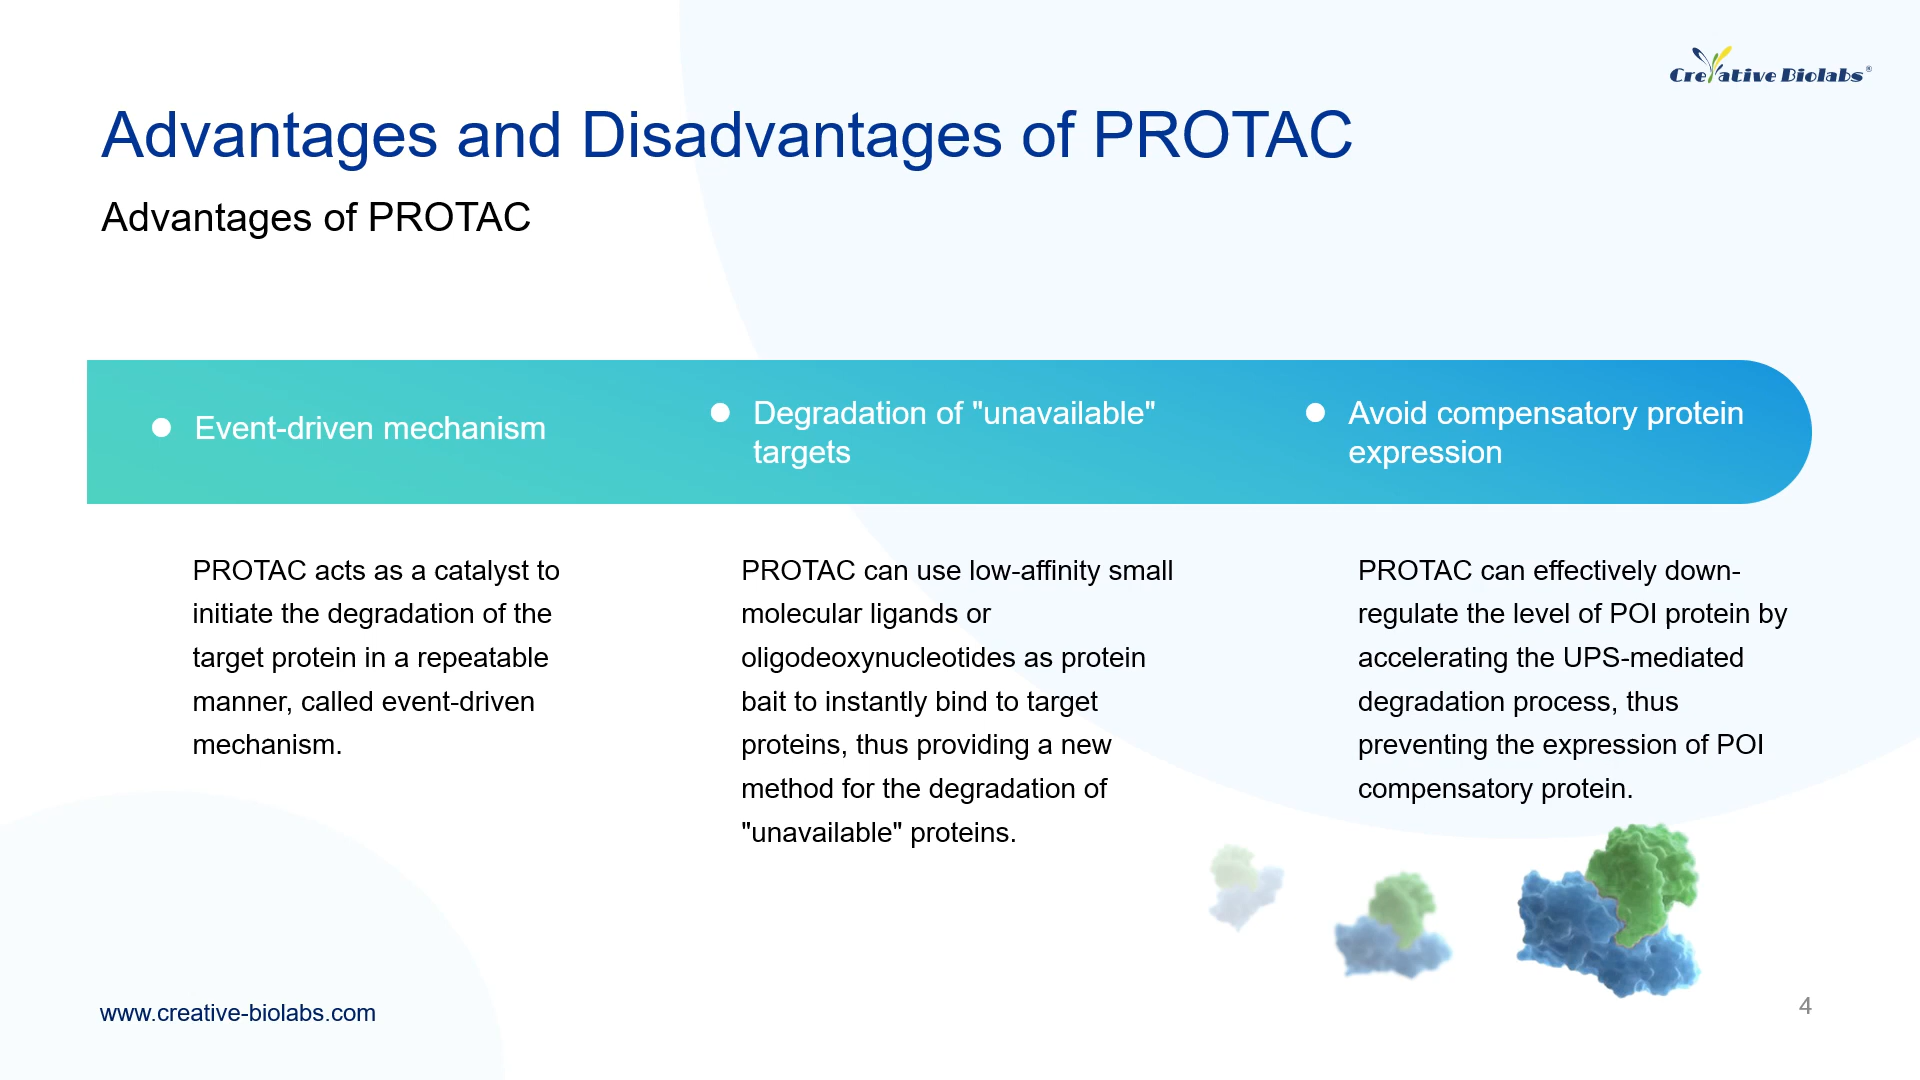 Creative Biolabs®
Advantages and Disadvantages of PROTAC
Advantages of PROTAC
Event-driven mechanism
Degradation of "unavailable"
targets
Avoid compensatory protein
expression
PROTAC acts as a catalyst to
initiate the degradation of the
target protein in a repeatable
manner, called event-driven
mechanism.
PROTAC can use low-affinity small
molecular ligands or
oligodeoxynucleotides as protein
bait to instantly bind to target
proteins, thus providing a new
method for the degradation of
"unavailable" proteins.
PROTAC can effectively down-
regulate the level of POI protein by
accelerating the UPS-mediated
degradation process, thus
preventing the expression of POI
compensatory protein.
www.creative-biolabs.com
4